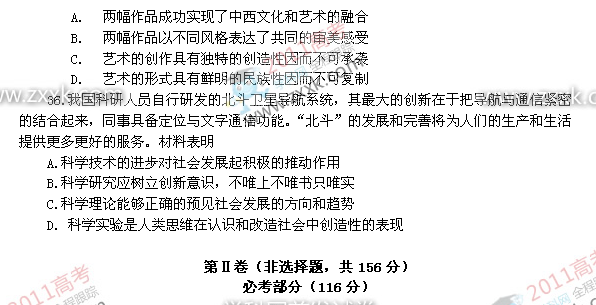 A. 两幅作品成功实现了中西文化和艺术的融合
B. 两幅作品以不同风格表达了共同的审美感受
C. 艺术的创作具有独特的创造性因而不可承袭
D. 艺术的形式具有鲜明的民族性因而不可复制
36.我国科研人员自行研发的北斗卫星导航系统，其最大的创新在于把导航与通信紧密
的结合起来，同事具备定位与文字通信功能。“北斗”的发展和完善将为人们的生产和生活
提供更多更好的服务。材料表明
A.科学技术的进步对社会发展起积极的推动作用
B.科学研究应树立创新意识，不唯上不唯书只唯实
C.科学理论能够正确的预见社会发展的方向和趋势
D. 科学实验是人类思维在认识和改造社会中创造性的表现
第Ⅱ卷（非选择题，共 156 分）
必考部分（116 分）